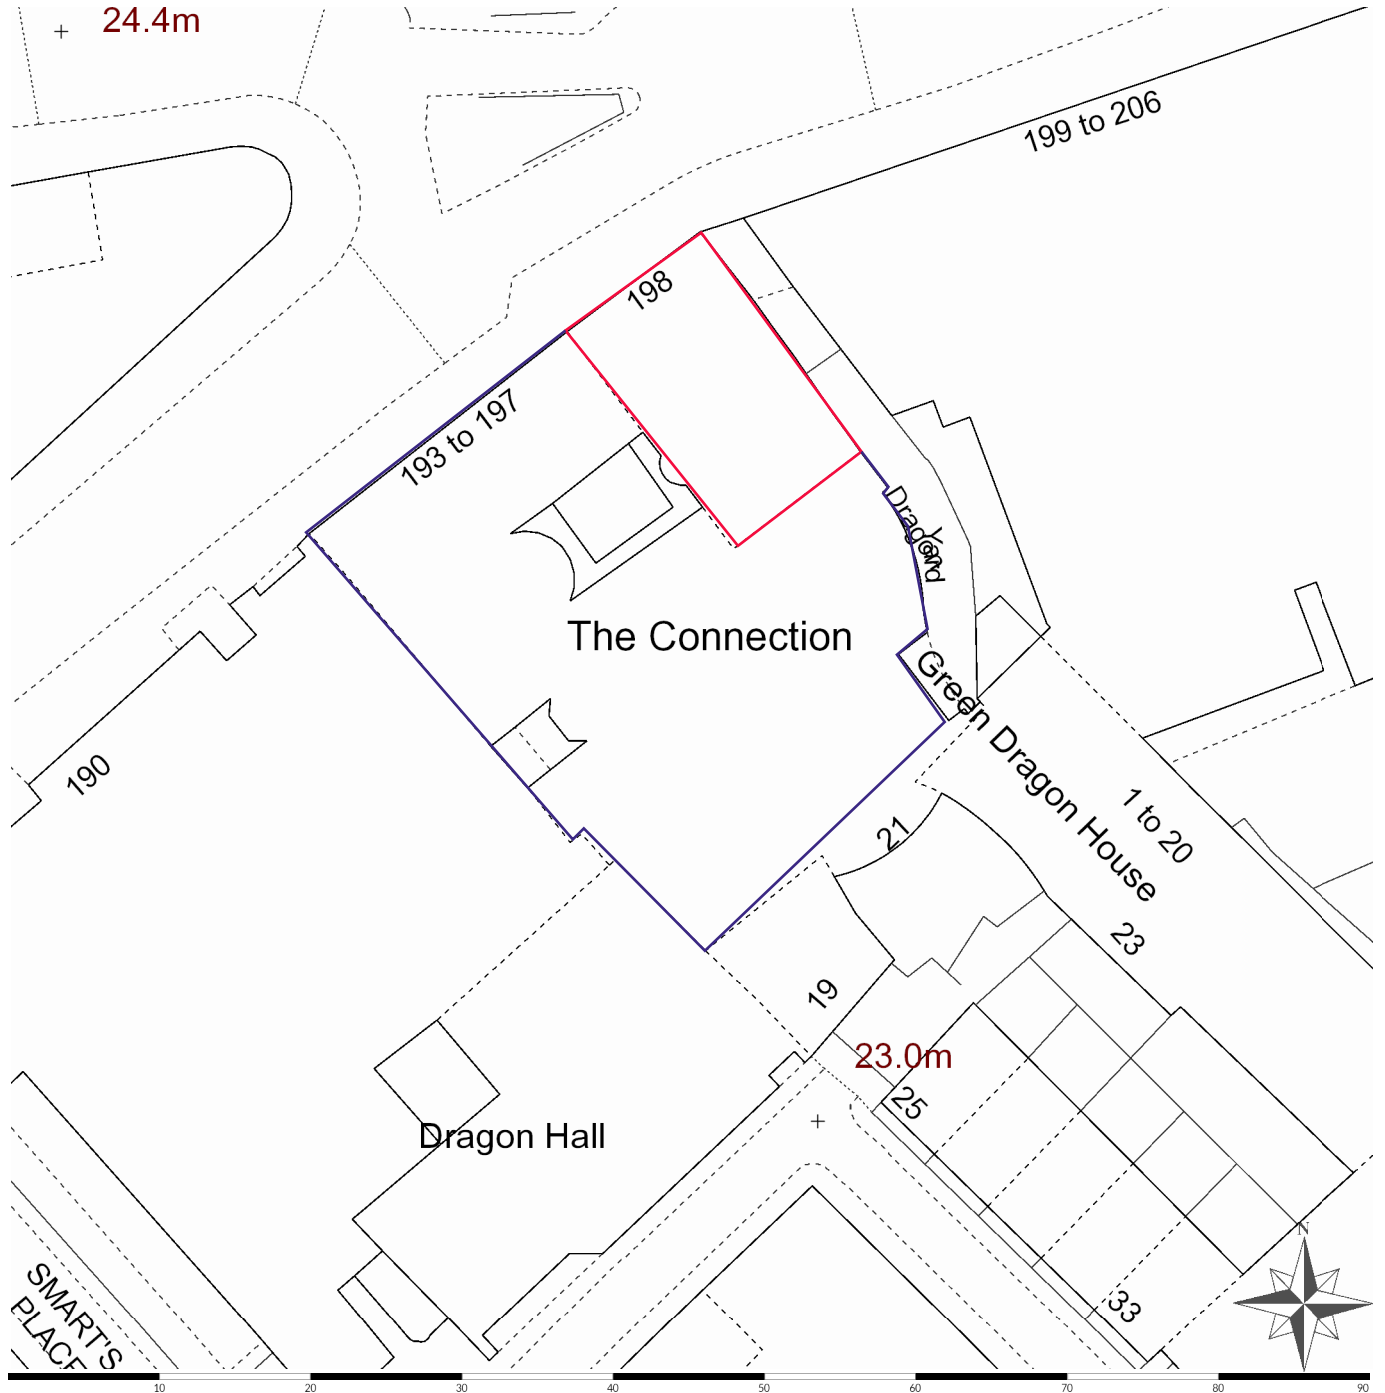 24.4m
199 to 206
198
193 to 197
Dragon
Yard
The Connection
Green Dragon House
190
1 to 20
21
23
19
23.0m
25
Dragon Hall
N
SMART'S
PLACE
33
10 20 30 40 50 60 70 80 90